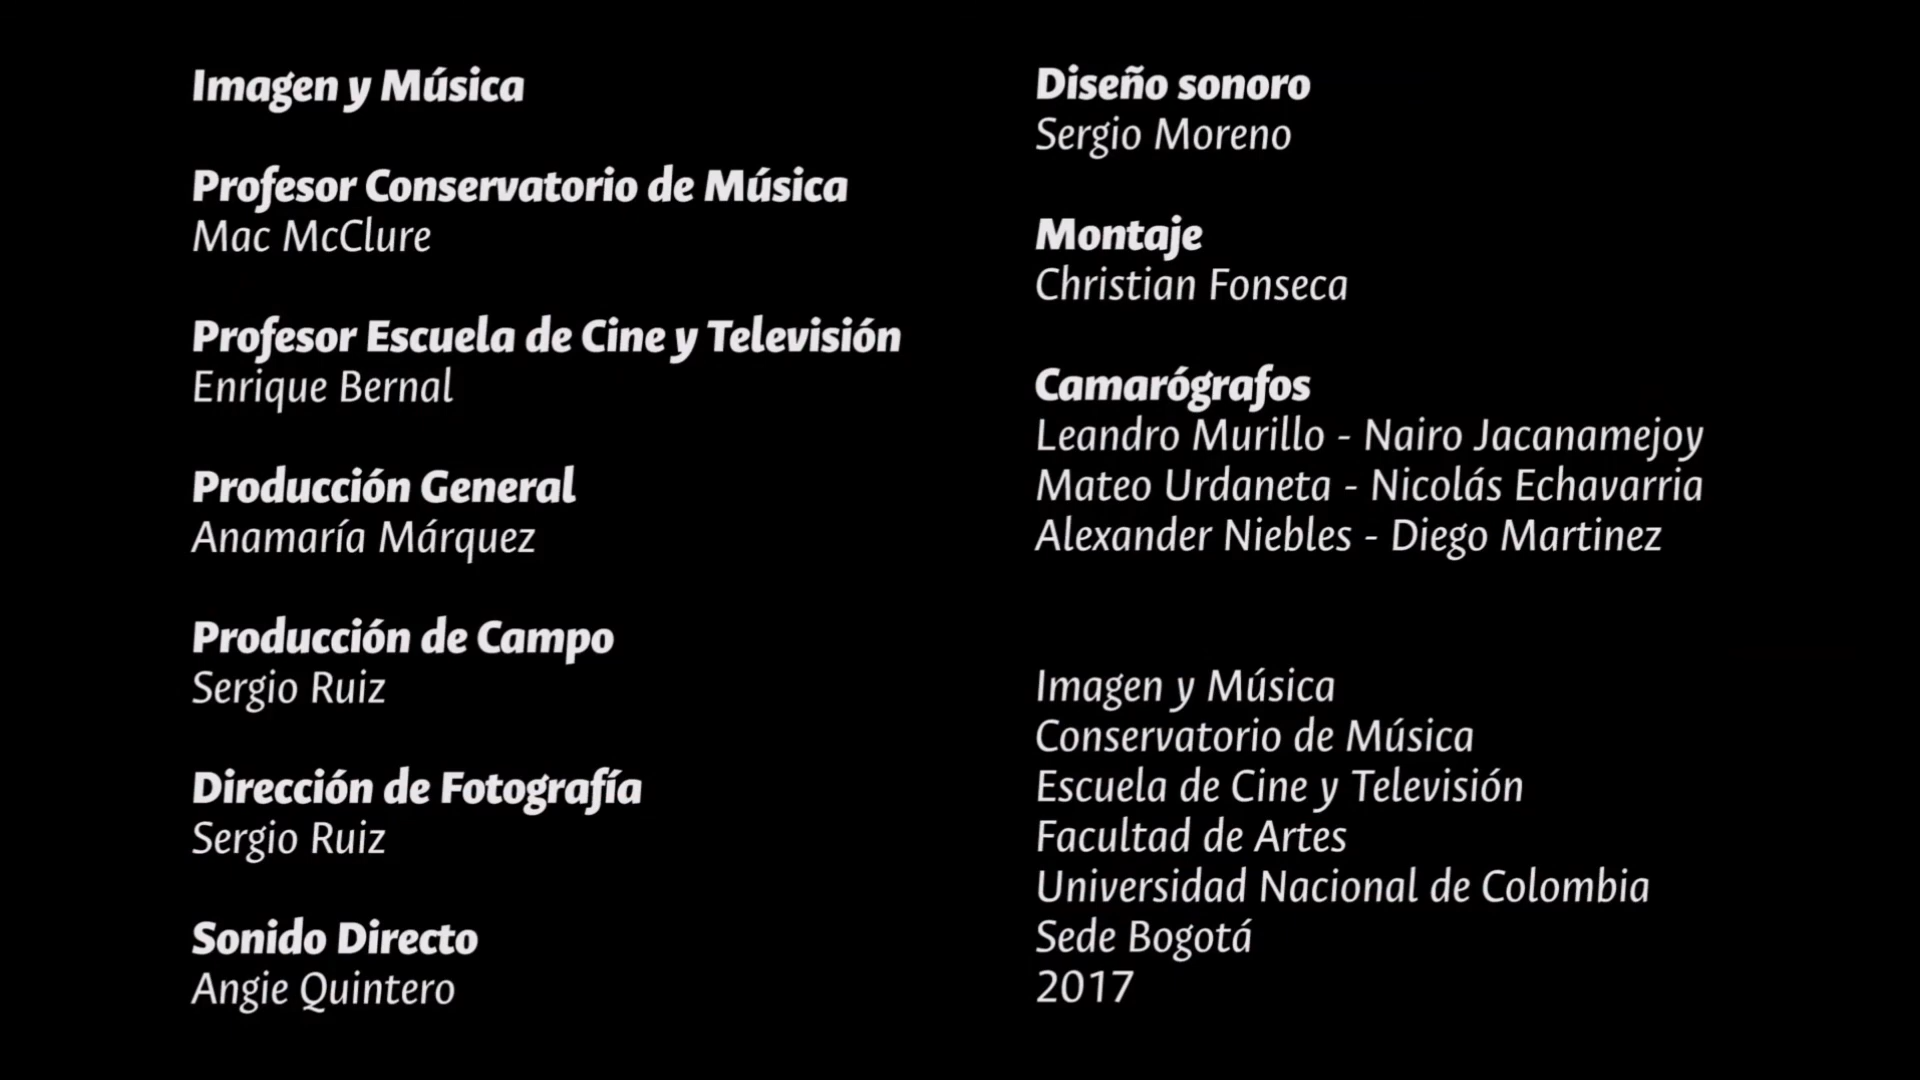 Imagen y Música
Profesor Conservatorio de Música
Mac McClure
Profesor Escuela de Cine y Televisión
Enrique Bernal
Producción General
Anamaría Márquez
Producción de Campo
Sergio Ruiz
Dirección de Fotografía
Sergio Ruiz
Sonido Directo
Angie Quintero
Diseño sonoro
Sergio Moreno
Montaje
Christian Fonseca
Camarógrafos
Leandro Murillo - Nairo Jacanamejoy
Mateo Urdaneta - Nicolás Echavarria
Alexander Niebles - Diego Martinez
Imagen y Música
Conservatorio de Música
Escuela de Cine y Televisión
Facultad de Artes
Universidad Nacional de Colombia
Sede Bogotá
2017